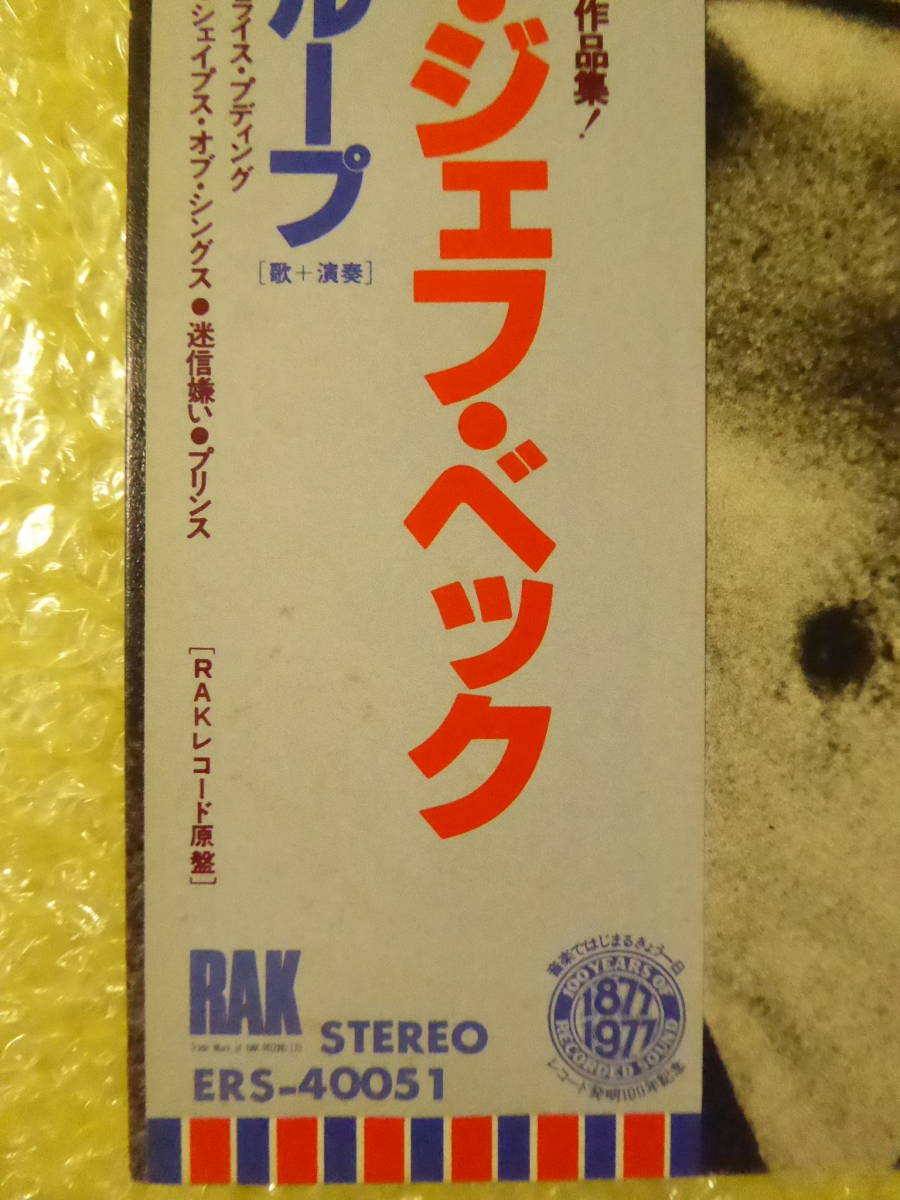 作品集!
・ジェフ・ベック
ループ
[歌+演奏]
ライス・プディング
シェイプス・オブ・シングス●迷信嫌い●プリンス
[RAKレコード原盤]
RAK
STEREO
ERS-40051
音楽ではじまるきょう一日
100 YEARS OF
1877
1977
RECORDED SOUND
レコード発明100年記念